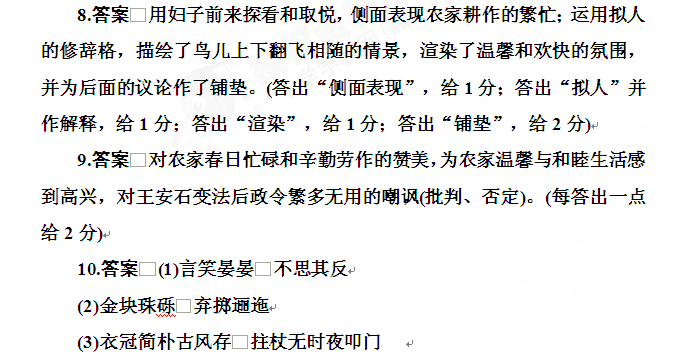 8.答案□用妇子前来探看和取悦，侧面表现农家耕作的繁忙；运用拟人
的修辞格，描绘了鸟儿上下翻飞相随的情景，渲染了温馨和欢快的氛围，
并为后面的议论作了铺垫。(答出“侧面表现”，给1分；答出“拟人”并
作解释，给1分；答出“渲染”，给1分；答出“铺垫”，给2分)↵
9.答案□对农家春日忙碌和辛勤劳作的赞美，为农家温馨与和睦生活感
到高兴，对王安石变法后政令繁多无用的嘲讽(批判、否定)。(每答出一点
给2分)↵
10.答案□(1)言笑晏晏□不思其反
(2)金块珠砾□弃掷逦迤
(3)衣冠简朴古风存□拄杖无时夜叩门 ↵